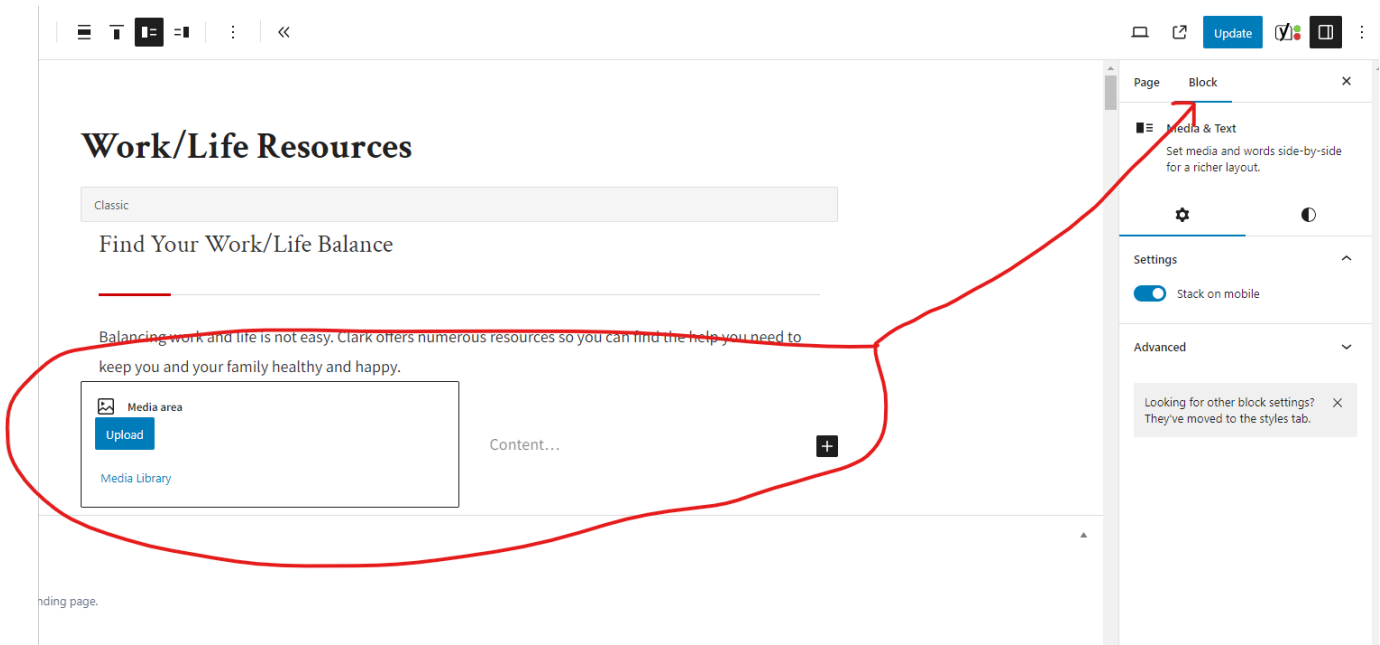 Update
Page
Block
Media & Text
Set media and words side-by-side
for a richer layout.
Settings
Stack on mobile
Advanced
Looking for other block settings?
They've moved to the styles tab.
Work/Life Resources
Classic
Find Your Work/Life Balance
Balancing work and life is not easy. Clark offers numerous resources so you can find the help you need to
keep you and your family healthy and happy.
Media area
Upload
Media Library
Content…
nding page.